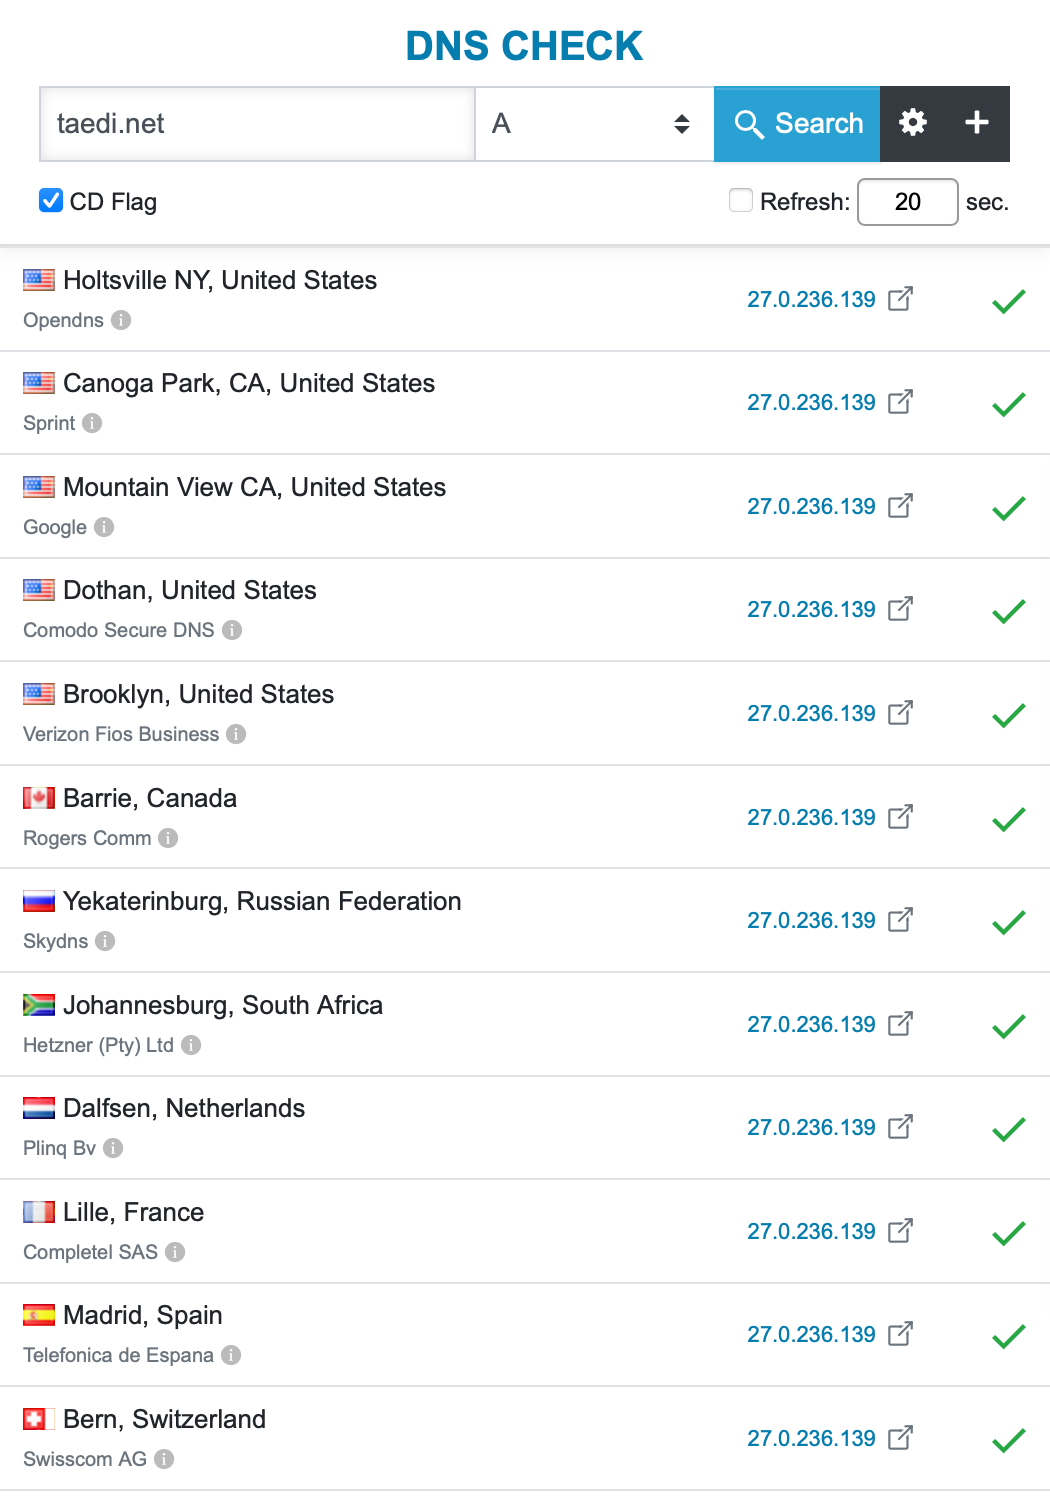 DNS CHECK
taedi.net A Search
CD Flag Refresh: 20 sec.
Holtsville NY, United States
27.0.236.139
Opendns
Canoga Park, CA, United States
27.0.236.139
Sprint
Mountain View CA, United States
27.0.236.139
Google
Dothan, United States
27.0.236.139
Comodo Secure DNS
Brooklyn, United States
27.0.236.139
Verizon Fios Business
Barrie, Canada
27.0.236.139
Rogers Comm
Yekaterinburg, Russian Federation
27.0.236.139
Skydns
Johannesburg, South Africa
27.0.236.139
Hetzner (Pty) Ltd
Dalfsen, Netherlands
27.0.236.139
Plinq Bv
Lille, France
27.0.236.139
Completel SAS
Madrid, Spain
27.0.236.139
Telefonica de Espana
Bern, Switzerland
27.0.236.139
Swisscom AG